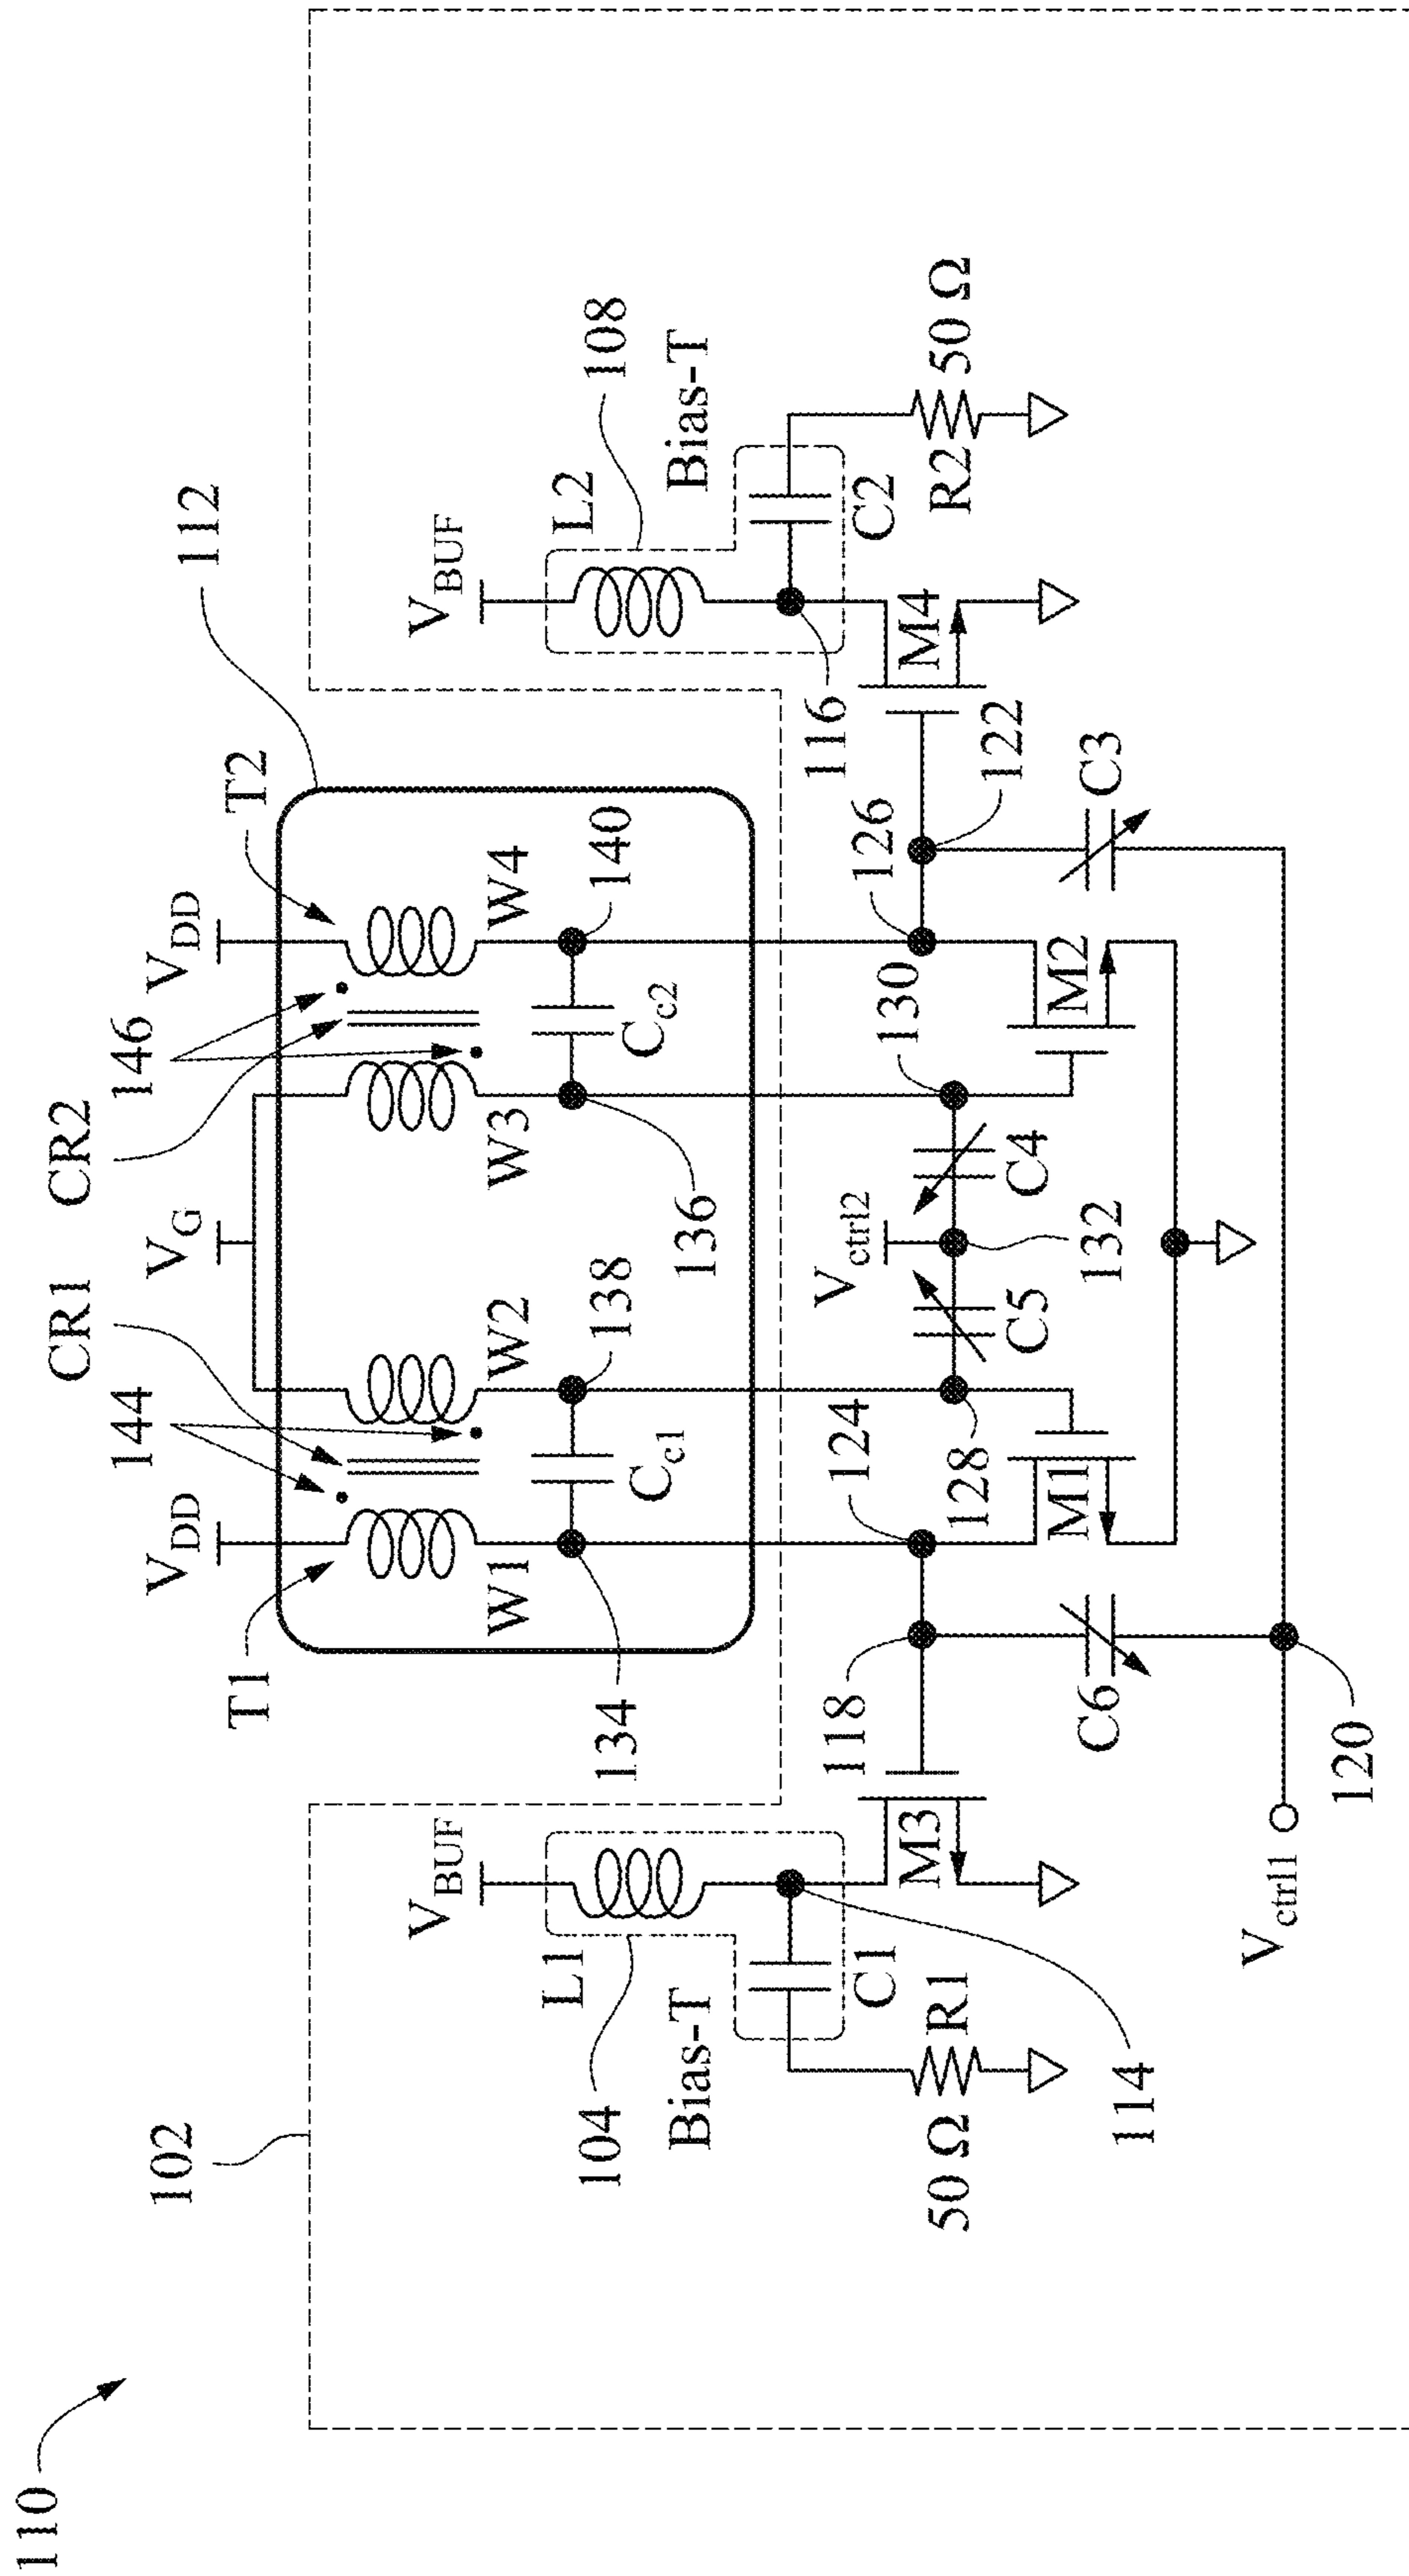 110
102
112
144
CR1
CR2
146
V_DD
V_G
V_DD
T1
T2
W1
W2
W3
W4
C_c1
C_c2
134
138
136
140
V_BUF
V_BUF
L1
L2
104
108
Bias-T
Bias-T
C1
C2
50 Ω
R1
R2
50 Ω
114
116
M3
M4
118
124
126
122
128
130
V_ctrl2
C5
C4
132
M1
M2
C6
C3
V_ctrl1
120